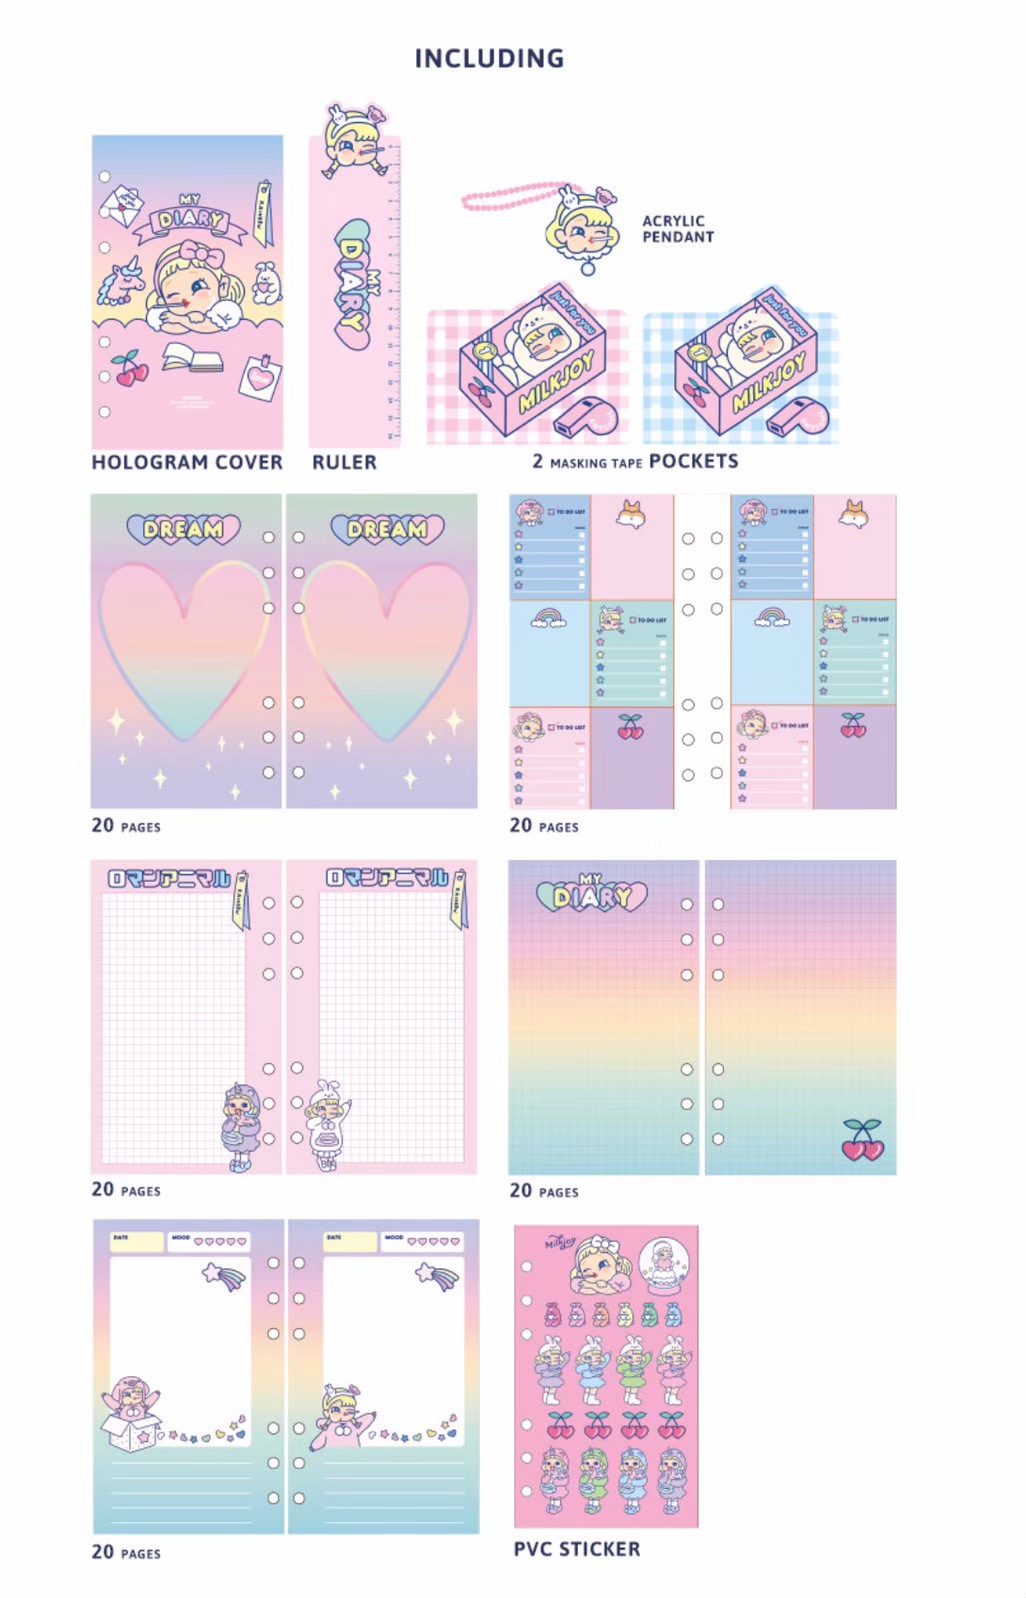 INCLUDING
MY
DIARY
Love
MY
DIARY
ACRYLIC
PENDANT
just for you
MILKJOY
just for you
MILKJOY
HOLOGRAM COVER
RULER
2 MASKING TAPE POCKETS
DREAM
DREAM
TO DO LIST
TO DO LIST
TO DO LIST
TO DO LIST
TO DO LIST
TO DO LIST
20 PAGES
20 PAGES
ロマンアニマル
ロマンアニマル
MY
DIARY
20 PAGES
20 PAGES
DATE
MOOD
DATE
MOOD
Milkjoy
20 PAGES
PVC STICKER